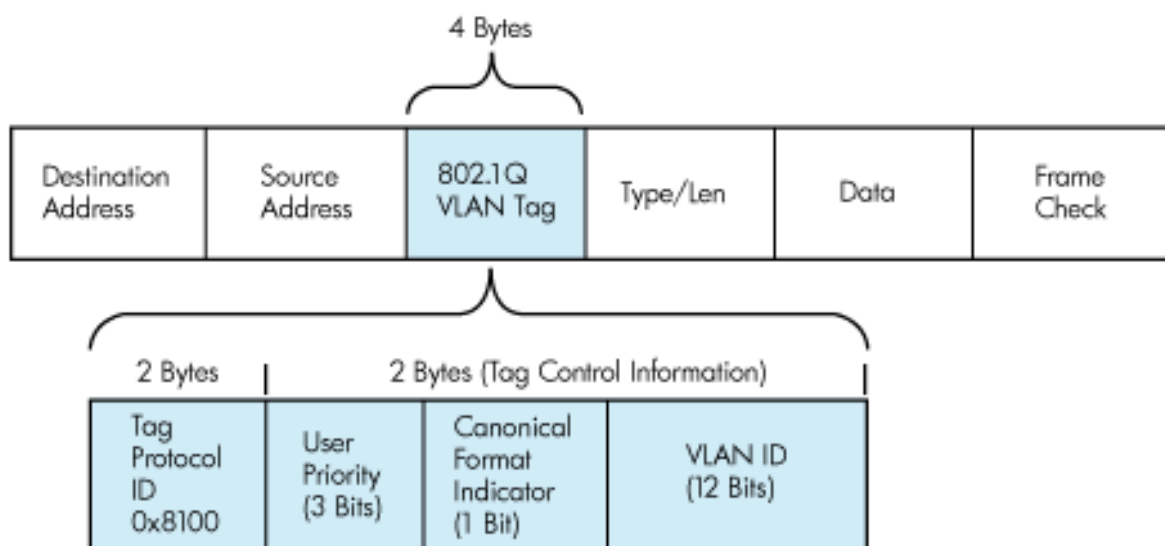 4 Bytes
Destination
Address
Source
Address
802.1Q
VLAN Tag
Type/Len
Data
Frame
Check
2 Bytes
2 Bytes (Tag Control Information)
Tag
Protocol
ID
0x8100
User
Priority
(3 Bits)
Canonical
Format
Indicator
(1 Bit)
VLAN ID
(12 Bits)